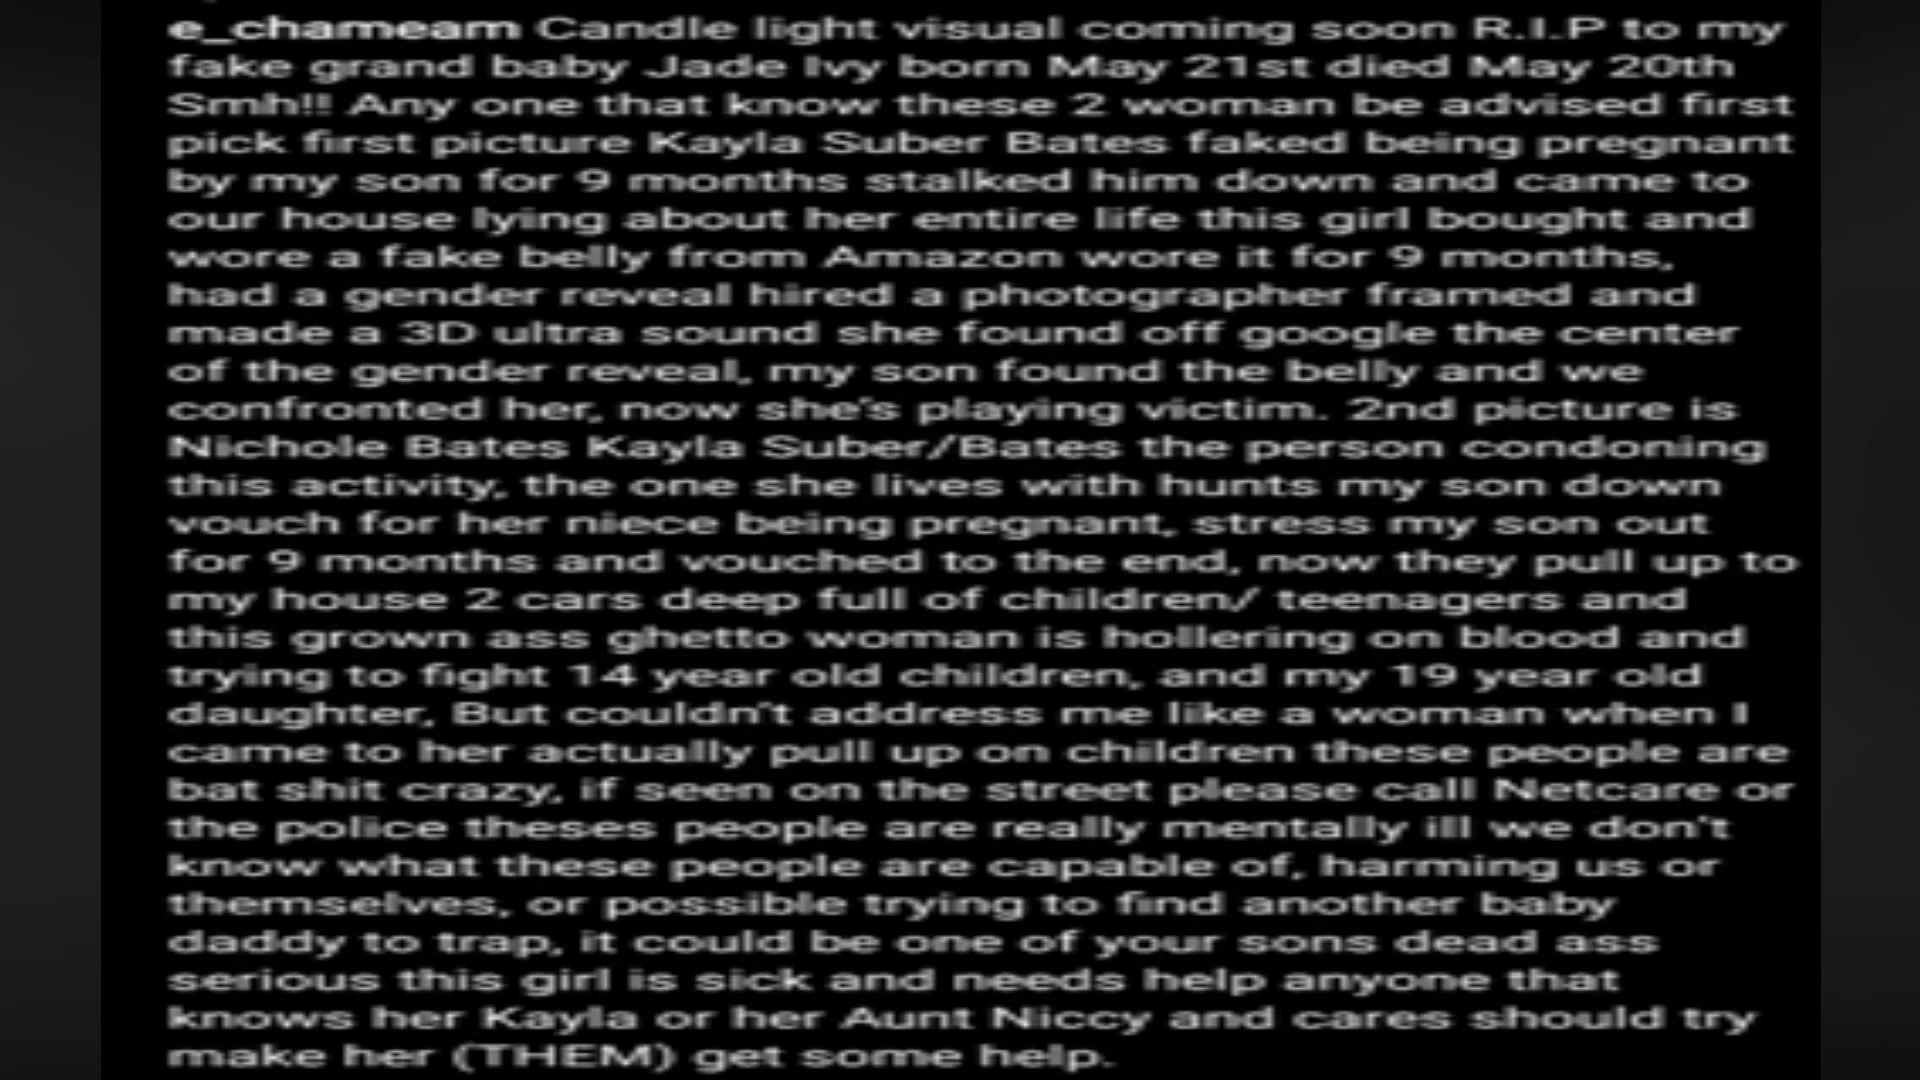 e_chameam Candle light visual coming soon R.I.P to my
fake grand baby Jade Ivy born May 21st died May 20th
Smh!! Any one that know these 2 woman be advised first
pick first picture Kayla Suber Bates faked being pregnant
by my son for 9 months stalked him down and came to
our house lying about her entire life this girl bought and
wore a fake belly from Amazon wore it for 9 months,
had a gender reveal hired a photographer framed and
made a 3D ultra sound she found off google the center
of the gender reveal, my son found the belly and we
confronted her, now she's playing victim. 2nd picture is
Nichole Bates Kayla Suber/Bates the person condoning
this activity, the one she lives with hunts my son down
vouch for her niece being pregnant, stress my son out
for 9 months and vouched to the end, now they pull up to
my house 2 cars deep full of children/ teenagers and
this grown ass ghetto woman is hollering on blood and
trying to fight 14 year old children, and my 19 year old
daughter, But couldn't address me like a woman when I
came to her actually pull up on children these people are
bat shit crazy, if seen on the street please call Netcare or
the police theses people are really mentally ill we don't
know what these people are capable of, harming us or
themselves, or possible trying to find another baby
daddy to trap, it could be one of your sons dead ass
serious this girl is sick and needs help anyone that
knows her Kayla or her Aunt Niccy and cares should try
make her (THEM) get some help.